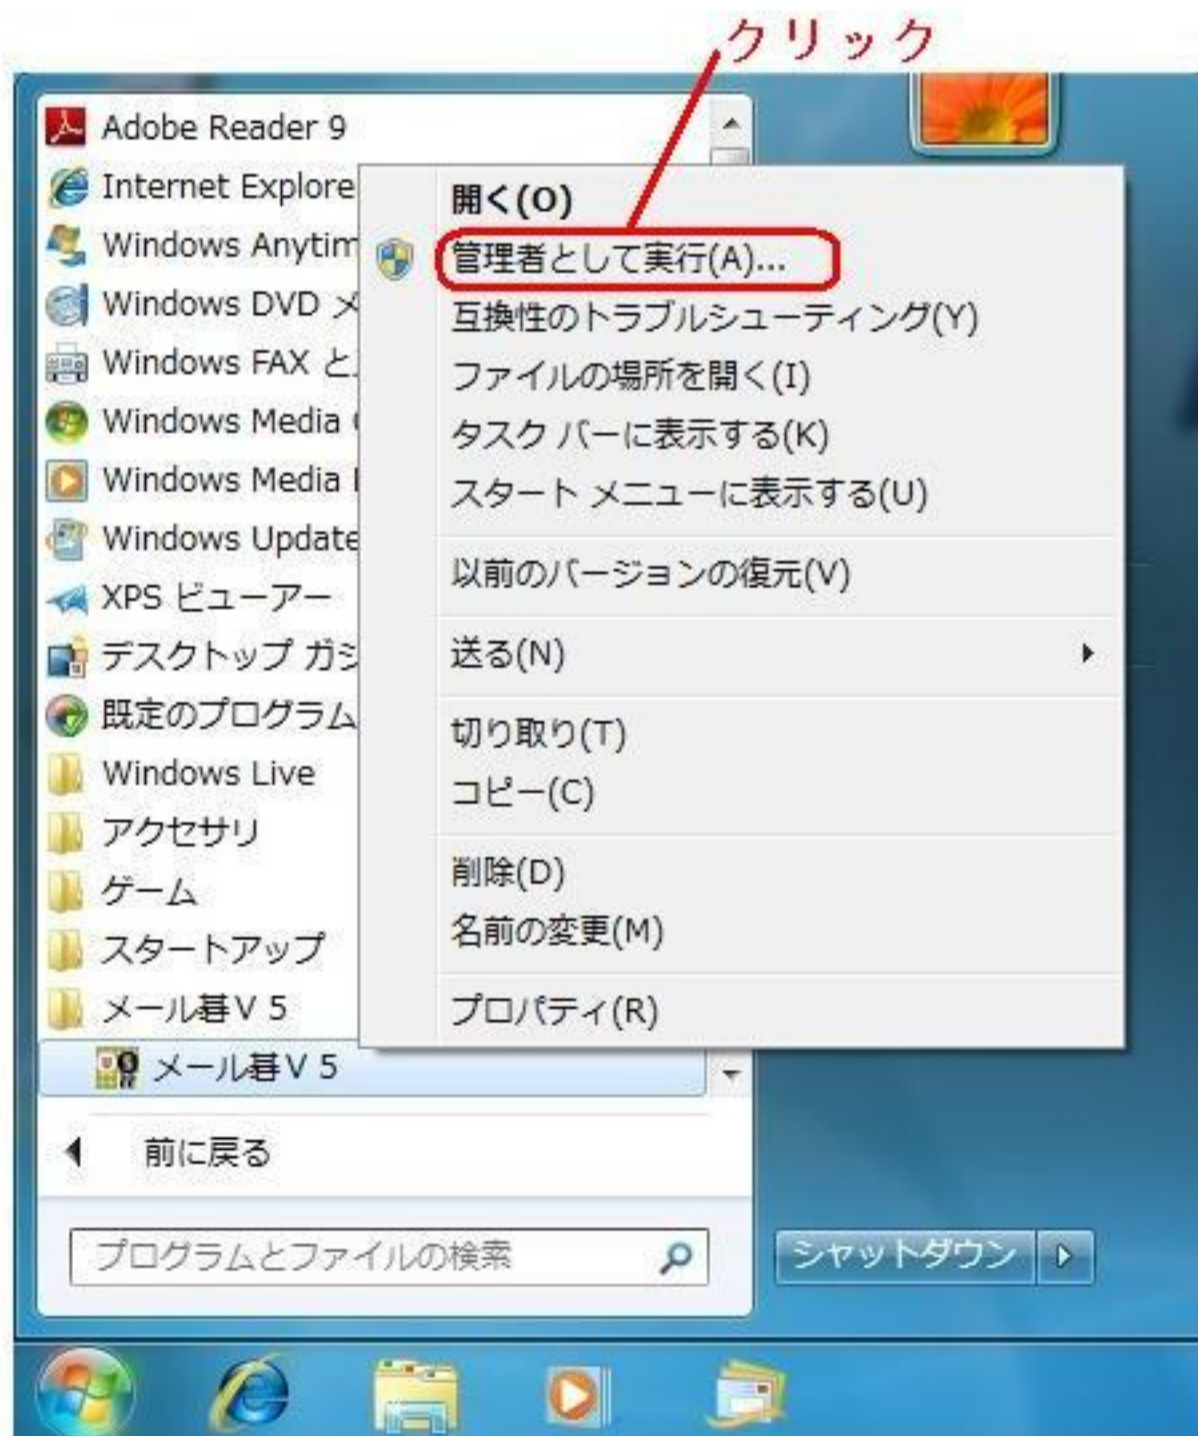 クリック
Adobe Reader 9
Internet Explore
Windows Anytim
Windows DVD メ
Windows FAX と
Windows Media
Windows Media
Windows Update
XPS ビューアー
デスクトップ ガジ
既定のプログラム
Windows Live
アクセサリ
ゲーム
スタートアップ
メール碁V 5
メール碁V 5
前に戻る
プログラムとファイルの検索
開く(O)
管理者として実行(A)...
互換性のトラブルシューティング(Y)
ファイルの場所を開く(I)
タスク バーに表示する(K)
スタート メニューに表示する(U)
以前のバージョンの復元(V)
送る(N)
切り取り(T)
コピー(C)
削除(D)
名前の変更(M)
プロパティ(R)
シャットダウン